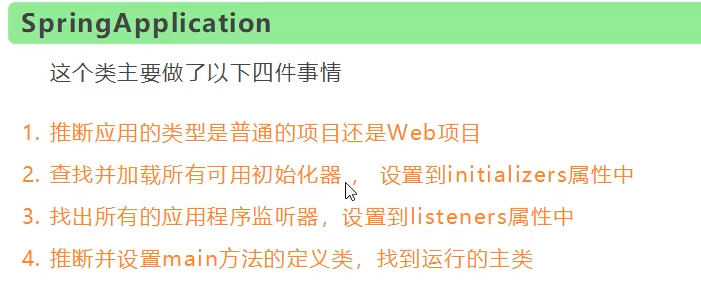 SpringApplication
这个类主要做了以下四件事情
1. 推断应用的类型是普通的项目还是Web项目
2. 查找并加载所有可用初始化器 ， 设置到initializers属性中
3. 找出所有的应用程序监听器，设置到listeners属性中
4. 推断并设置main方法的定义类，找到运行的主类